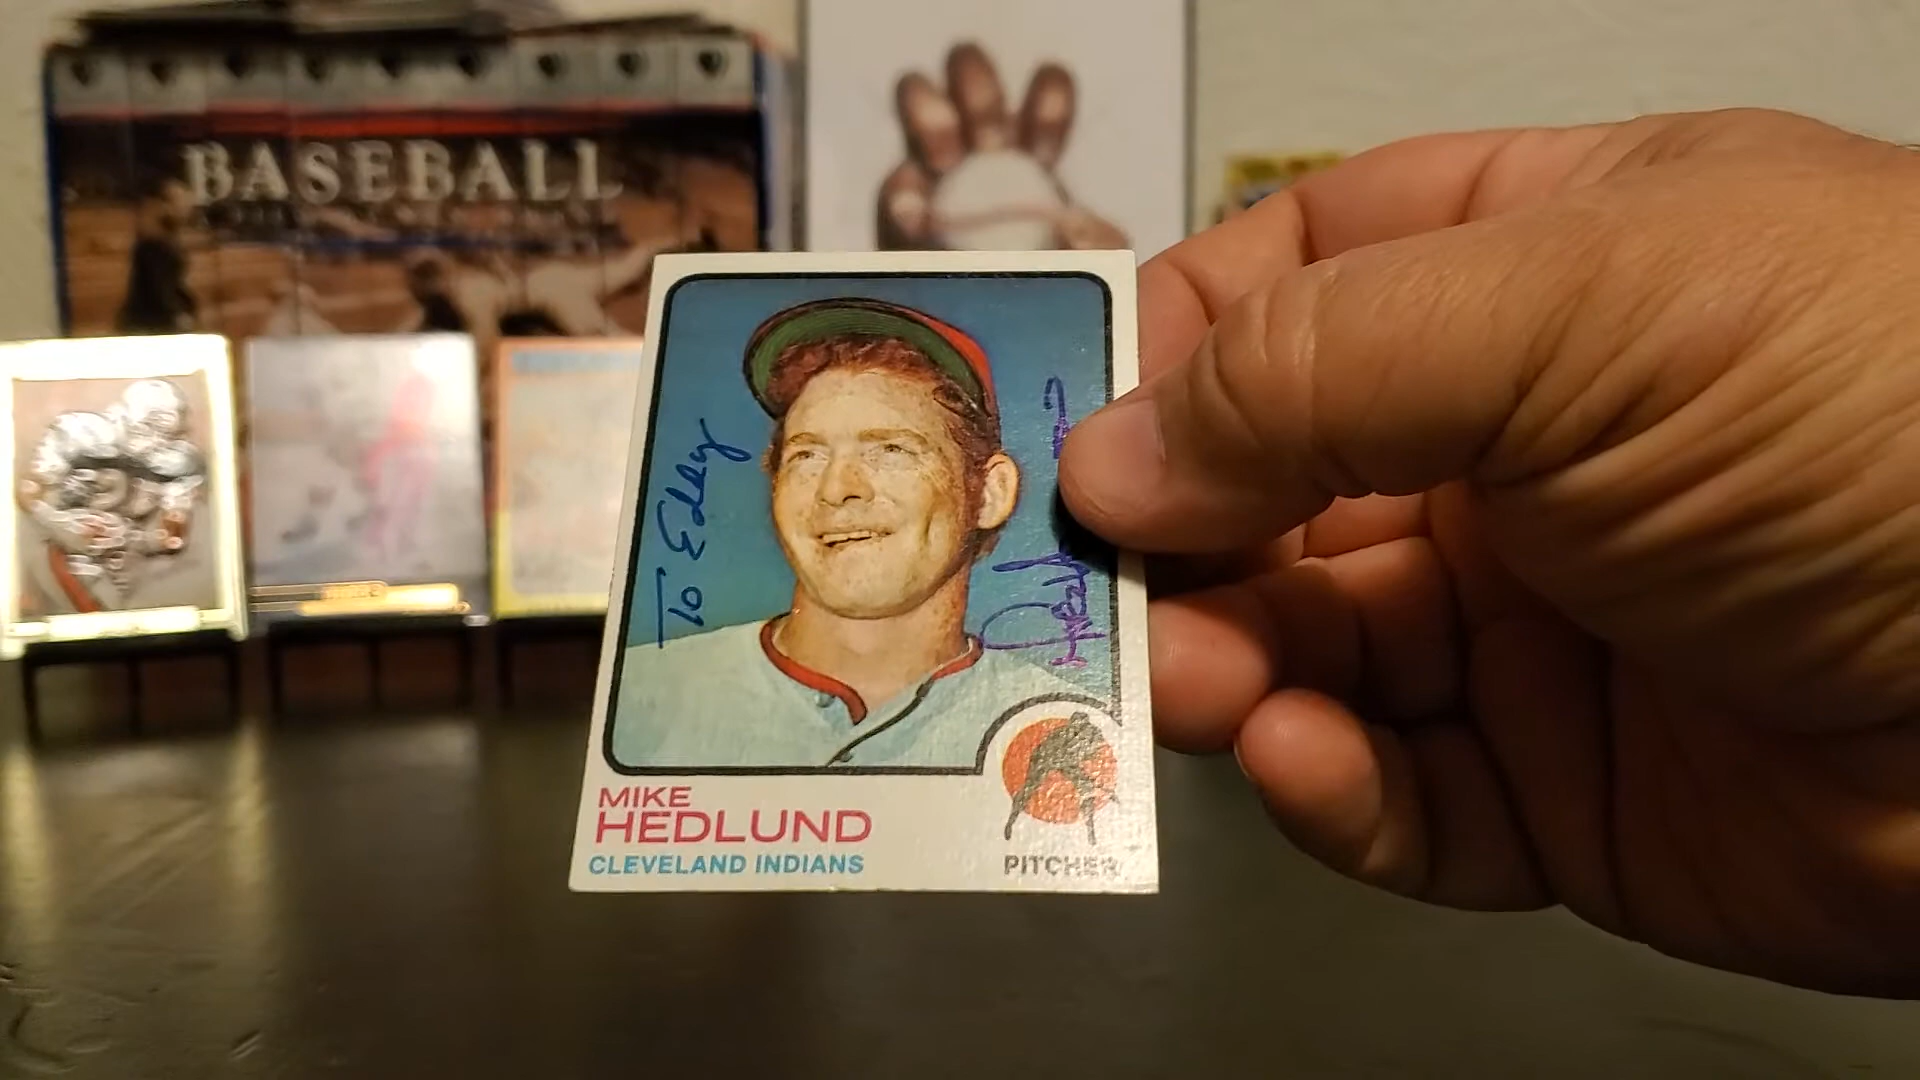 BASEBALL
To Eddy
MIKE
HEDLUND
CLEVELAND INDIANS
PITCHER